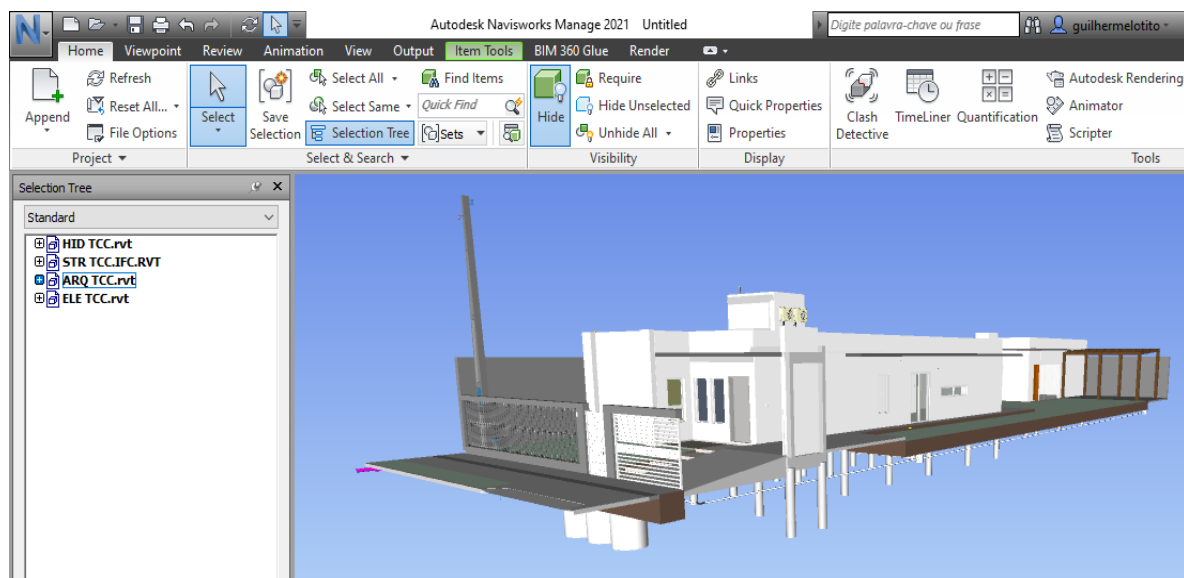 Autodesk Navisworks Manage 2021 Untitled
Digite palavra-chave ou frase
guilhermelotito
Home Viewpoint Review Animation View Output Item Tools BIM 360 Glue Render
Append
Refresh
Reset All...
File Options
Project
Select
Save Selection
Select All
Select Same
Selection Tree
Find Items
Quick Find
Sets
Select & Search
Hide
Require
Hide Unselected
Unhide All
Visibility
Links
Quick Properties
Properties
Display
Clash Detective
TimeLiner
Quantification
Autodesk Rendering
Animator
Scripter
Tools
Selection Tree
Standard
HID TCC.rvt
STR TCC.IFC.RVT
ARQ TCC.rvt
ELE TCC.rvt